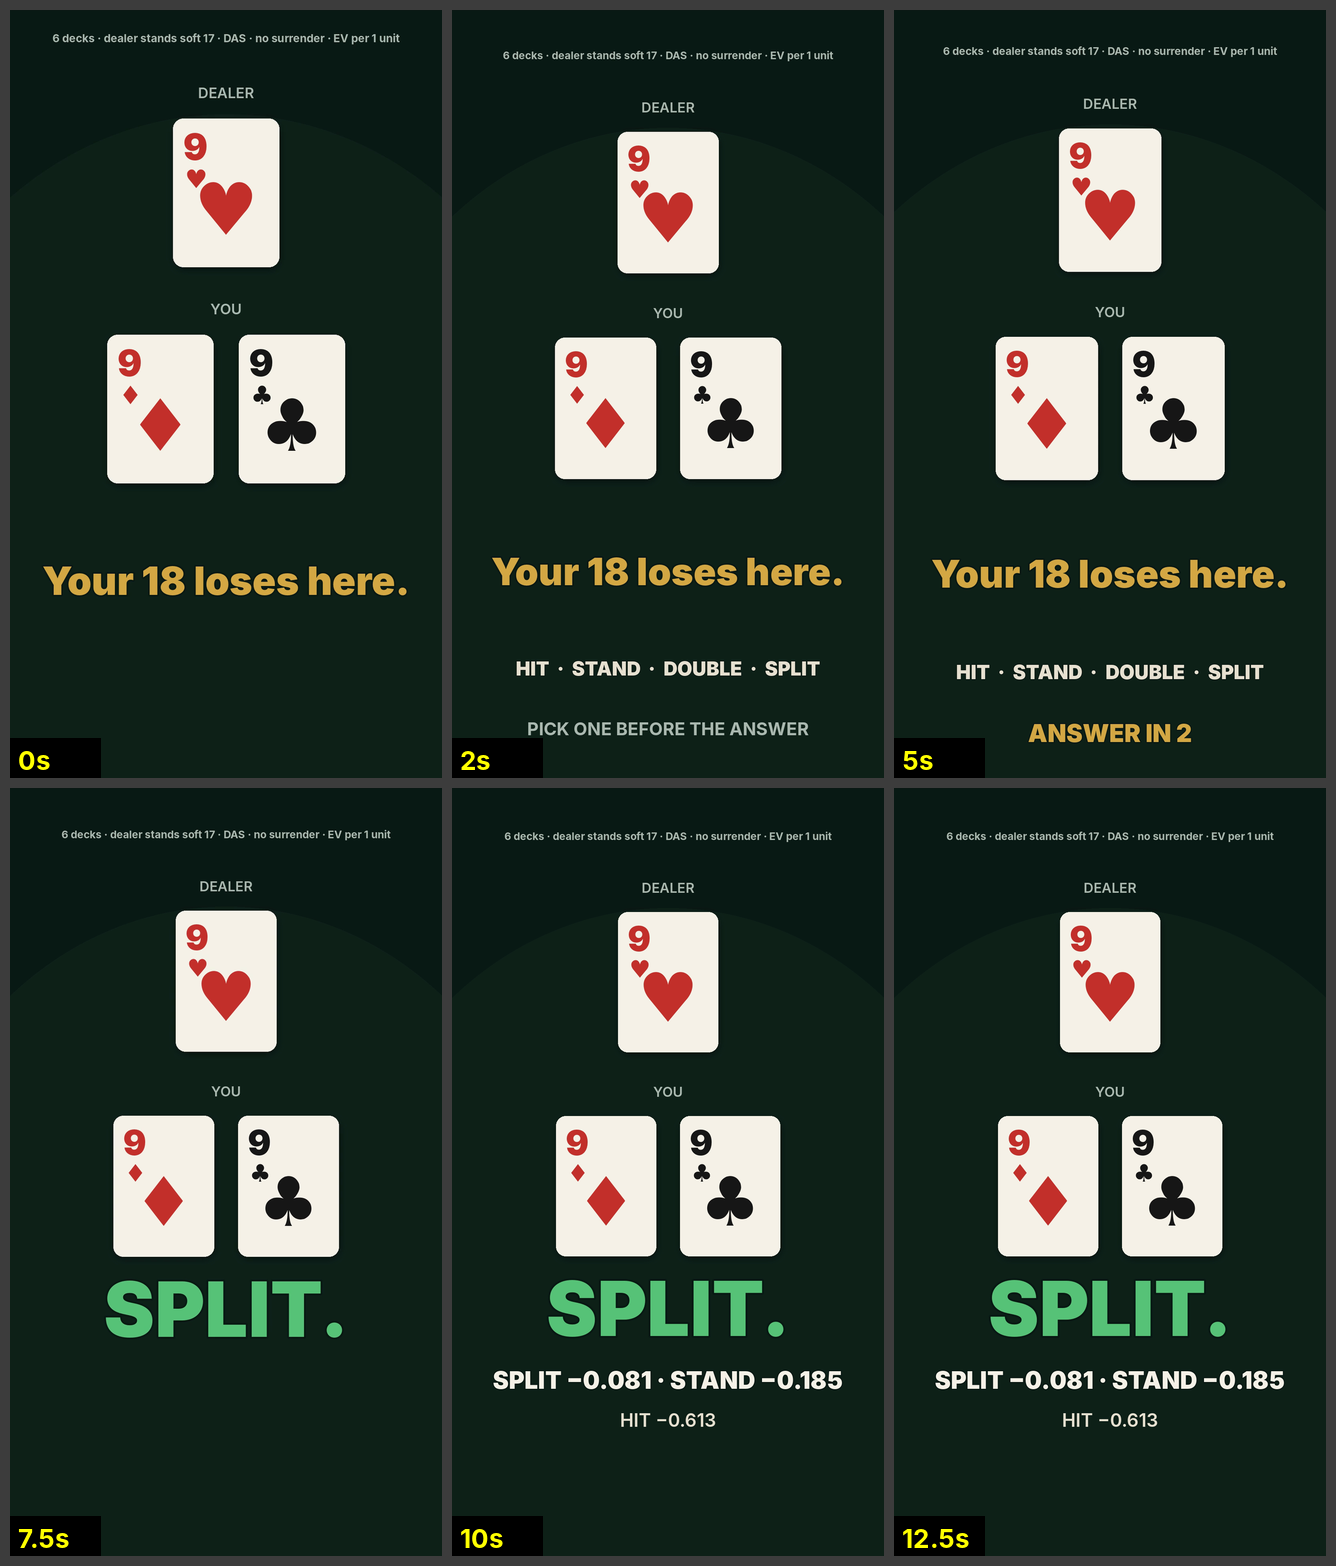 6 decks · dealer stands soft 17 · DAS · no surrender · EV per 1 unit
DEALER
9
YOU
9
9
Your 18 loses here.
0s
6 decks · dealer stands soft 17 · DAS · no surrender · EV per 1 unit
DEALER
9
YOU
9
9
Your 18 loses here.
HIT · STAND · DOUBLE · SPLIT
PICK ONE BEFORE THE ANSWER
2s
6 decks · dealer stands soft 17 · DAS · no surrender · EV per 1 unit
DEALER
9
YOU
9
9
Your 18 loses here.
HIT · STAND · DOUBLE · SPLIT
ANSWER IN 2
5s
6 decks · dealer stands soft 17 · DAS · no surrender · EV per 1 unit
DEALER
9
YOU
9
9
SPLIT.
7.5s
6 decks · dealer stands soft 17 · DAS · no surrender · EV per 1 unit
DEALER
9
YOU
9
9
SPLIT.
SPLIT −0.081 · STAND −0.185
HIT −0.613
10s
6 decks · dealer stands soft 17 · DAS · no surrender · EV per 1 unit
DEALER
9
YOU
9
9
SPLIT.
SPLIT −0.081 · STAND −0.185
HIT −0.613
12.5s